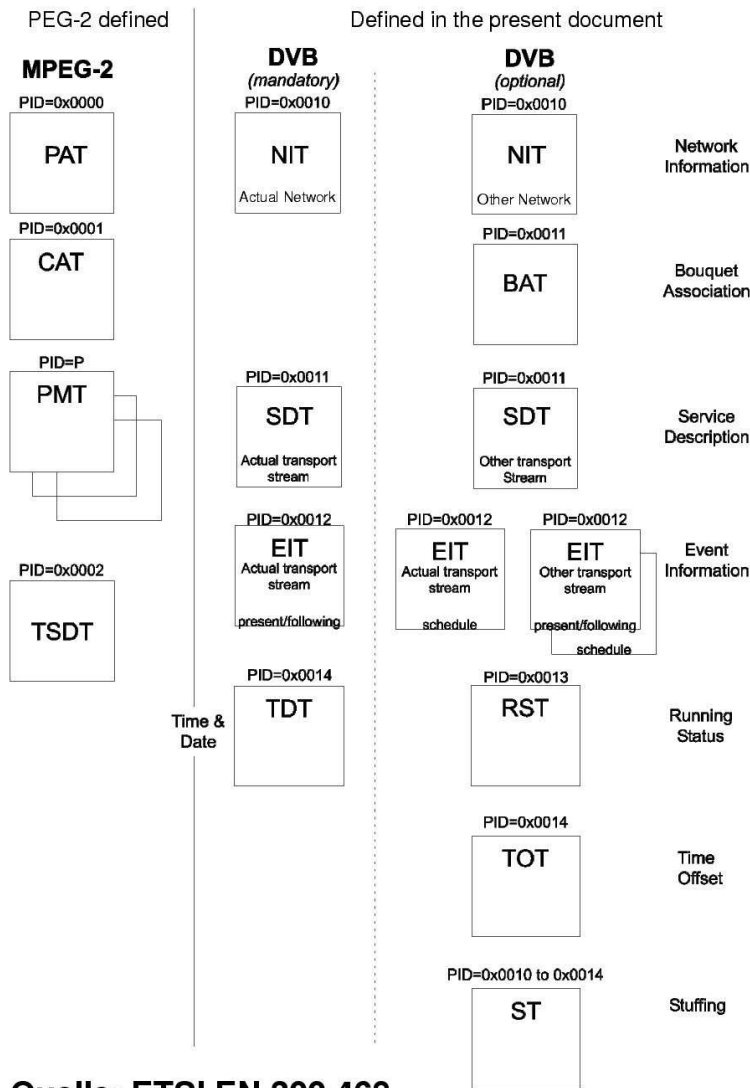 PEG-2 defined
Defined in the present document
MPEG-2
DVB
(mandatory)
DVB
(optional)
PID=0x0000
PAT
PID=0x0010
NIT
Actual Network
PID=0x0010
NIT
Other Network
Network
Information
PID=0x0001
CAT
PID=0x0011
BAT
Bouquet
Association
PID=P
PMT
PID=0x0011
SDT
Actual transport
stream
PID=0x0011
SDT
Other transport
Stream
Service
Description
PID=0x0012
EIT
Actual transport
stream
present/following
PID=0x0012
EIT
Actual transport
stream
schedule
PID=0x0012
EIT
Other transport
stream
present/following
schedule
Event
Information
PID=0x0002
TSDT
Time &
Date
PID=0x0014
TDT
PID=0x0013
RST
Running
Status
PID=0x0014
TOT
Time
Offset
PID=0x0010 to 0x0014
ST
Stuffing
Quelle: ETSI EN 300 468